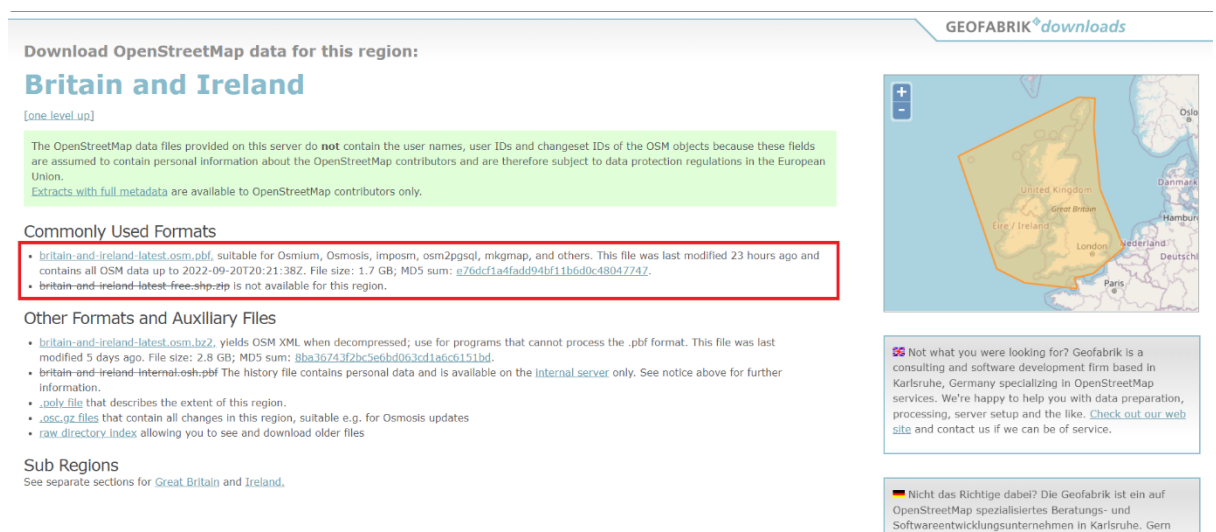 GEOFABRIK downloads
Download OpenStreetMap data for this region:
Britain and Ireland
[one level up]
The OpenStreetMap data files provided on this server do not contain the user names, user IDs and changeset IDs of the OSM objects because these fields
are assumed to contain personal information about the OpenStreetMap contributors and are therefore subject to data protection regulations in the European
Union.
Extracts with full metadata are available to OpenStreetMap contributors only.
Commonly Used Formats
• britain-and-ireland-latest.osm.pbf, suitable for Osmium, Osmosis, imposm, osm2pgsql, mkgmap, and others. This file was last modified 23 hours ago and
contains all OSM data up to 2022-09-20T20:21:38Z. File size: 1.7 GB; MD5 sum: e76dcf1a4fadd94bf11b6d0c48047747.
• britain-and-ireland-latest-free.shp.zip is not available for this region.
Other Formats and Auxiliary Files
• britain-and-ireland-latest.osm.bz2, yields OSM XML when decompressed; use for programs that cannot process the .pbf format. This file was last
modified 5 days ago. File size: 2.8 GB; MD5 sum: 8ba36743f2bc5e6bd063cd1a6c6151bd.
• britain-and-ireland-internal.osh.pbf The history file contains personal data and is available on the internal server only. See notice above for further
information.
• .poly file that describes the extent of this region.
• .osc.gz files that contain all changes in this region, suitable e.g. for Osmosis updates
• raw directory index allowing you to see and download older files
Sub Regions
See separate sections for Great Britain and Ireland.
+
-
Oslo
Danmark
United Kingdom
Great Britain
Hamburg
Éire / Ireland
London
Nederland
Deutschl
Paris
Not what you were looking for? Geofabrik is a
consulting and software development firm based in
Karlsruhe, Germany specializing in OpenStreetMap
services. We're happy to help you with data preparation,
processing, server setup and the like. Check out our web
site and contact us if we can be of service.
Nicht das Richtige dabei? Die Geofabrik ist ein auf
OpenStreetMap spezialisiertes Beratungs- und
Softwareentwicklungsunternehmen in Karlsruhe. Gern